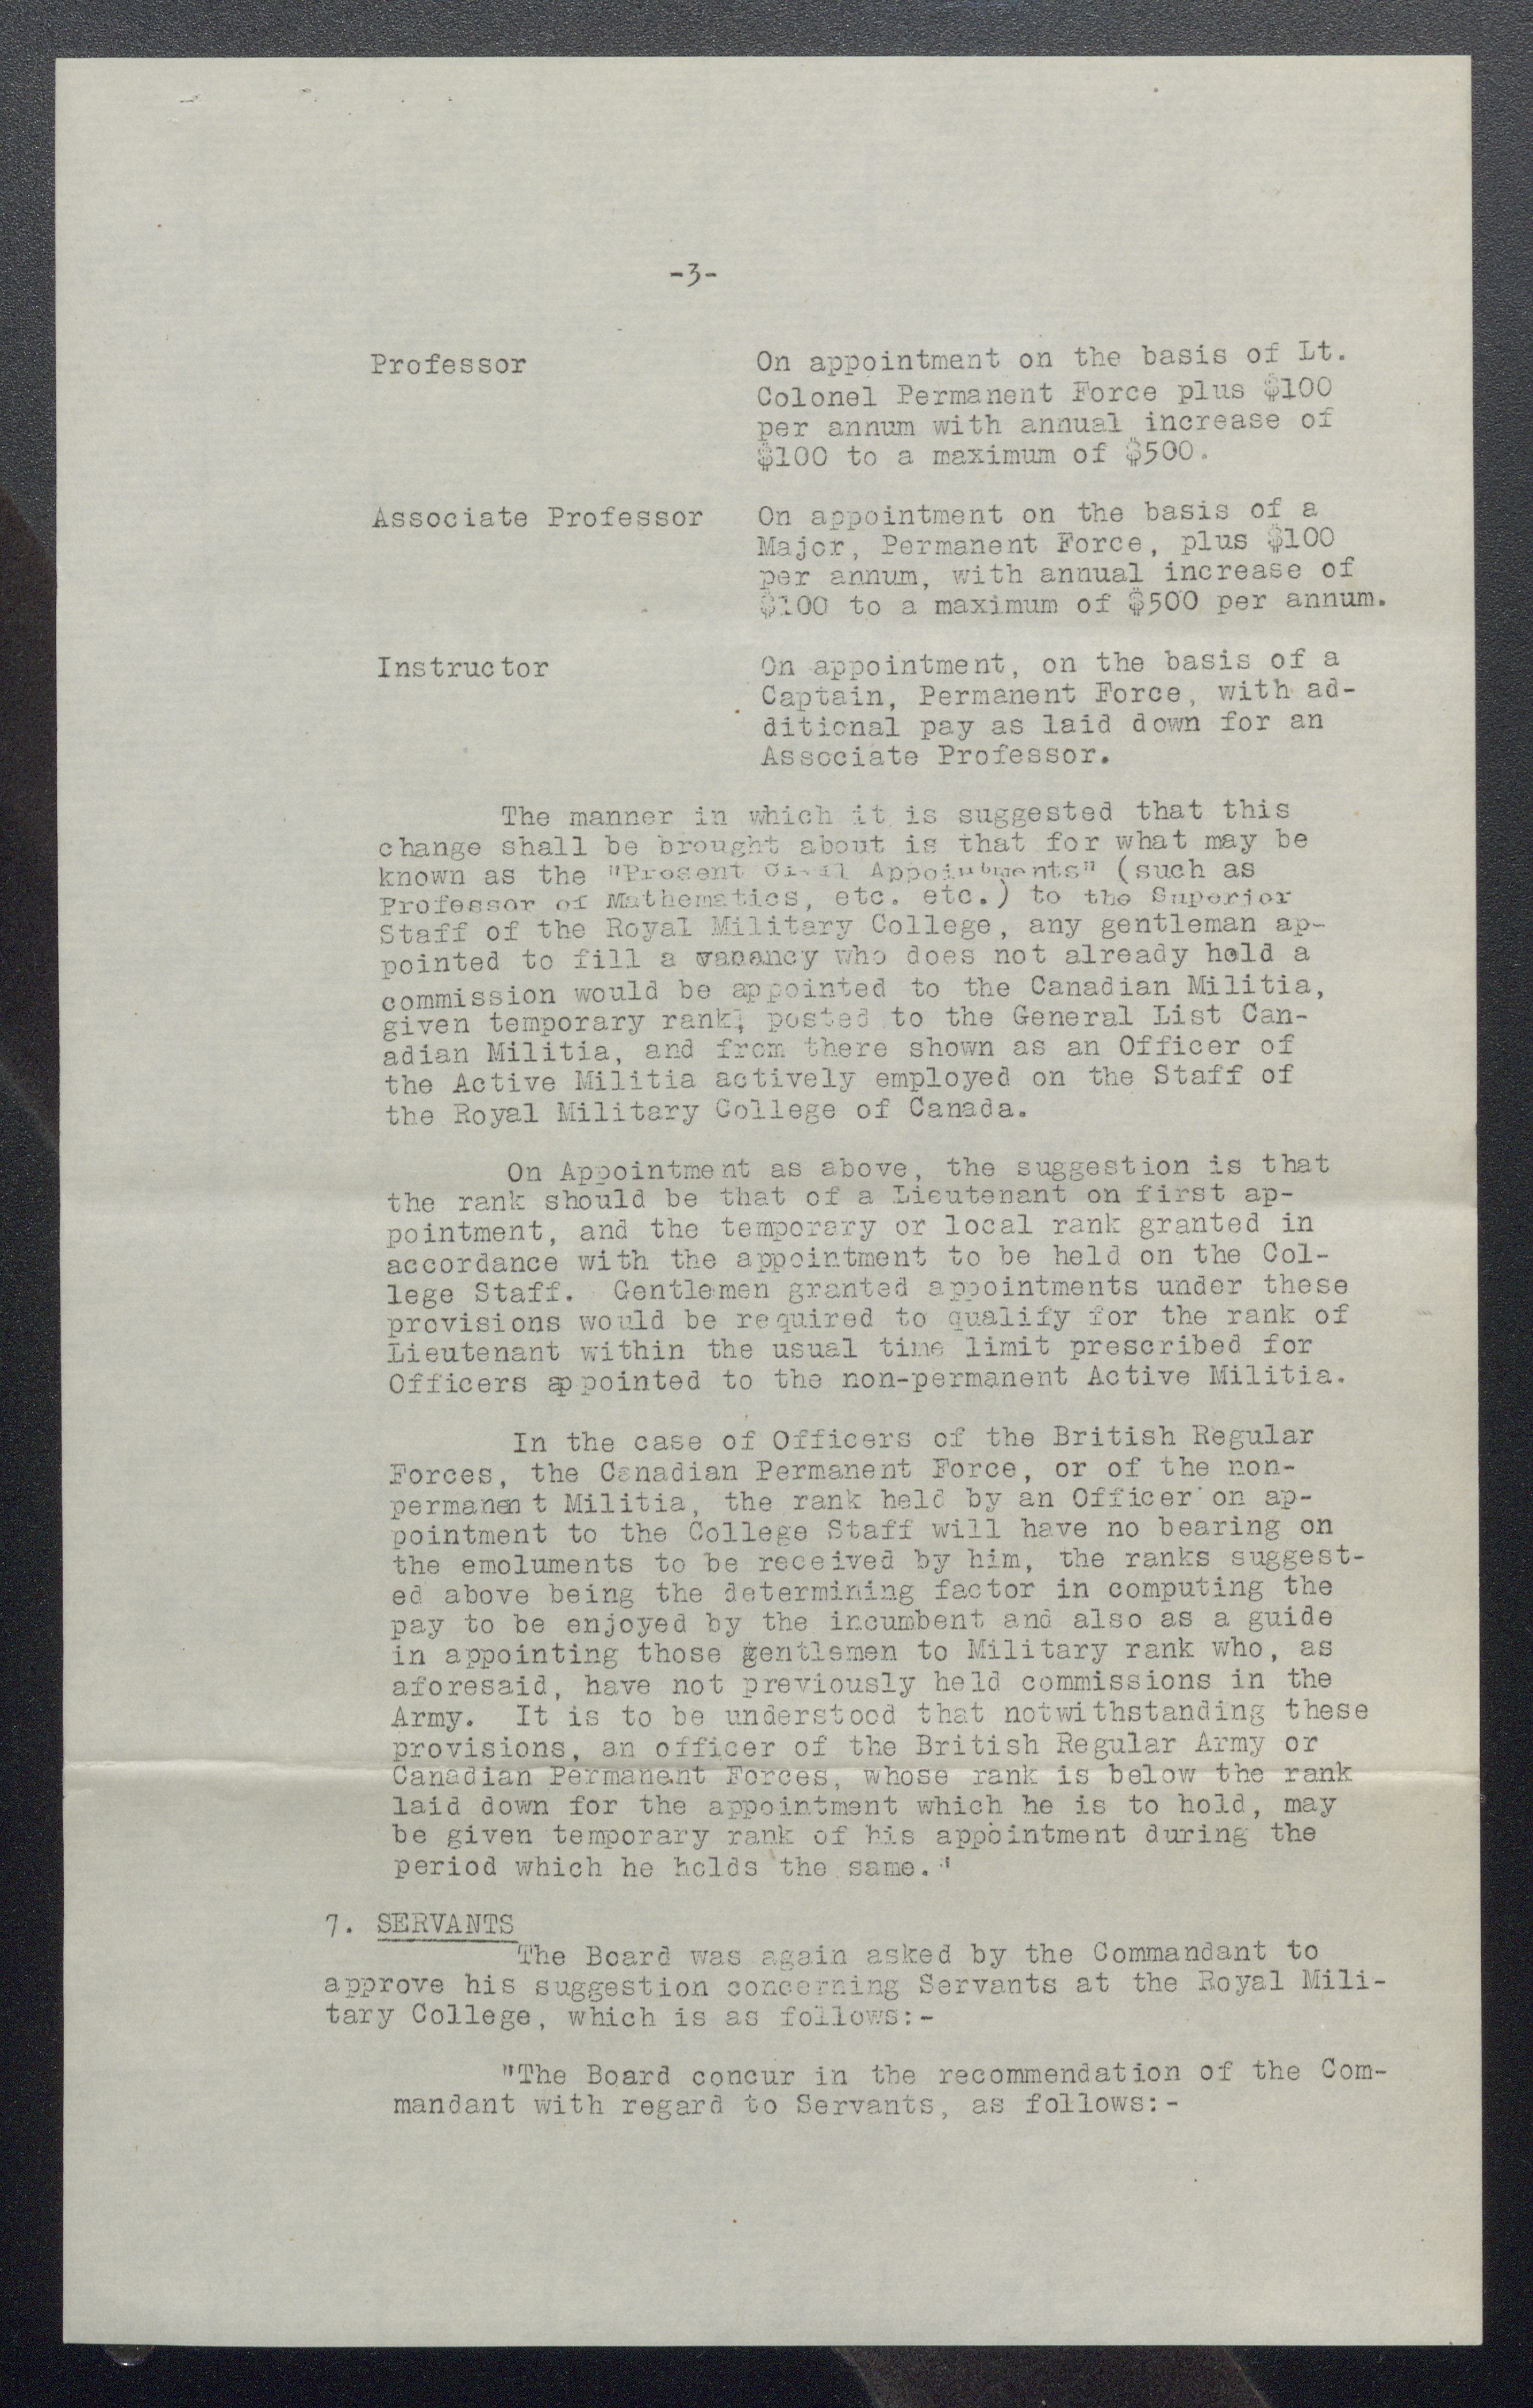 -3-
Professor
On appointment on the basis of Lt.
Colonel Permanent Force plus $100
per annum with annual increase of
$100 to a maximum of $500.
Associate Professor
On appointment on the basis of a
Major, Permanent Force, plus $100
per annum, with annual increase of
$100 to a maximum of $500 per annum.
Instructor
On appointment, on the basis of a
Captain, Permanent Force, with ad-
ditional pay as laid down for an
Associate Professor.
The manner in which it is suggested that this
change shall be brought about is that for what may be
known as the "Present Civil Appointments" (such as
Professor of Mathematics, etc. etc.) to the Superior
Staff of the Royal Military College, any gentleman ap-
pointed to fill a vacancy who does not already hold a
commission would be appointed to the Canadian Militia,
given temporary rank, posted to the General List Can-
adian Militia, and from there shown as an Officer of
the Active Militia actively employed on the Staff of
the Royal Military College of Canada.
On Appointment as above, the suggestion is that
the rank should be that of a Lieutenant on first ap-
pointment, and the temporary or local rank granted in
accordance with the appointment to be held on the Col-
lege Staff. Gentlemen granted appointments under these
provisions would be required to qualify for the rank of
Lieutenant within the usual time limit prescribed for
Officers appointed to the non-permanent Active Militia.
In the case of Officers of the British Regular
Forces, the Canadian Permanent Force, or of the non-
permanent Militia, the rank held by an Officer on ap-
pointment to the College Staff will have no bearing on
the emoluments to be received by him, the ranks suggest-
ed above being the determining factor in computing the
pay to be enjoyed by the incumbent and also as a guide
in appointing those gentlemen to Military rank who, as
aforesaid, have not previously held commissions in the
Army. It is to be understood that notwithstanding these
provisions, an officer of the British Regular Army or
Canadian Permanent Forces, whose rank is below the rank
laid down for the appointment which he is to hold, may
be given temporary rank of his appointment during the
period which he holds the same."
7. SERVANTS
The Board was again asked by the Commandant to
approve his suggestion concerning Servants at the Royal Mili-
tary College, which is as follows:-
"The Board concur in the recommendation of the Com-
mandant with regard to Servants, as follows:-